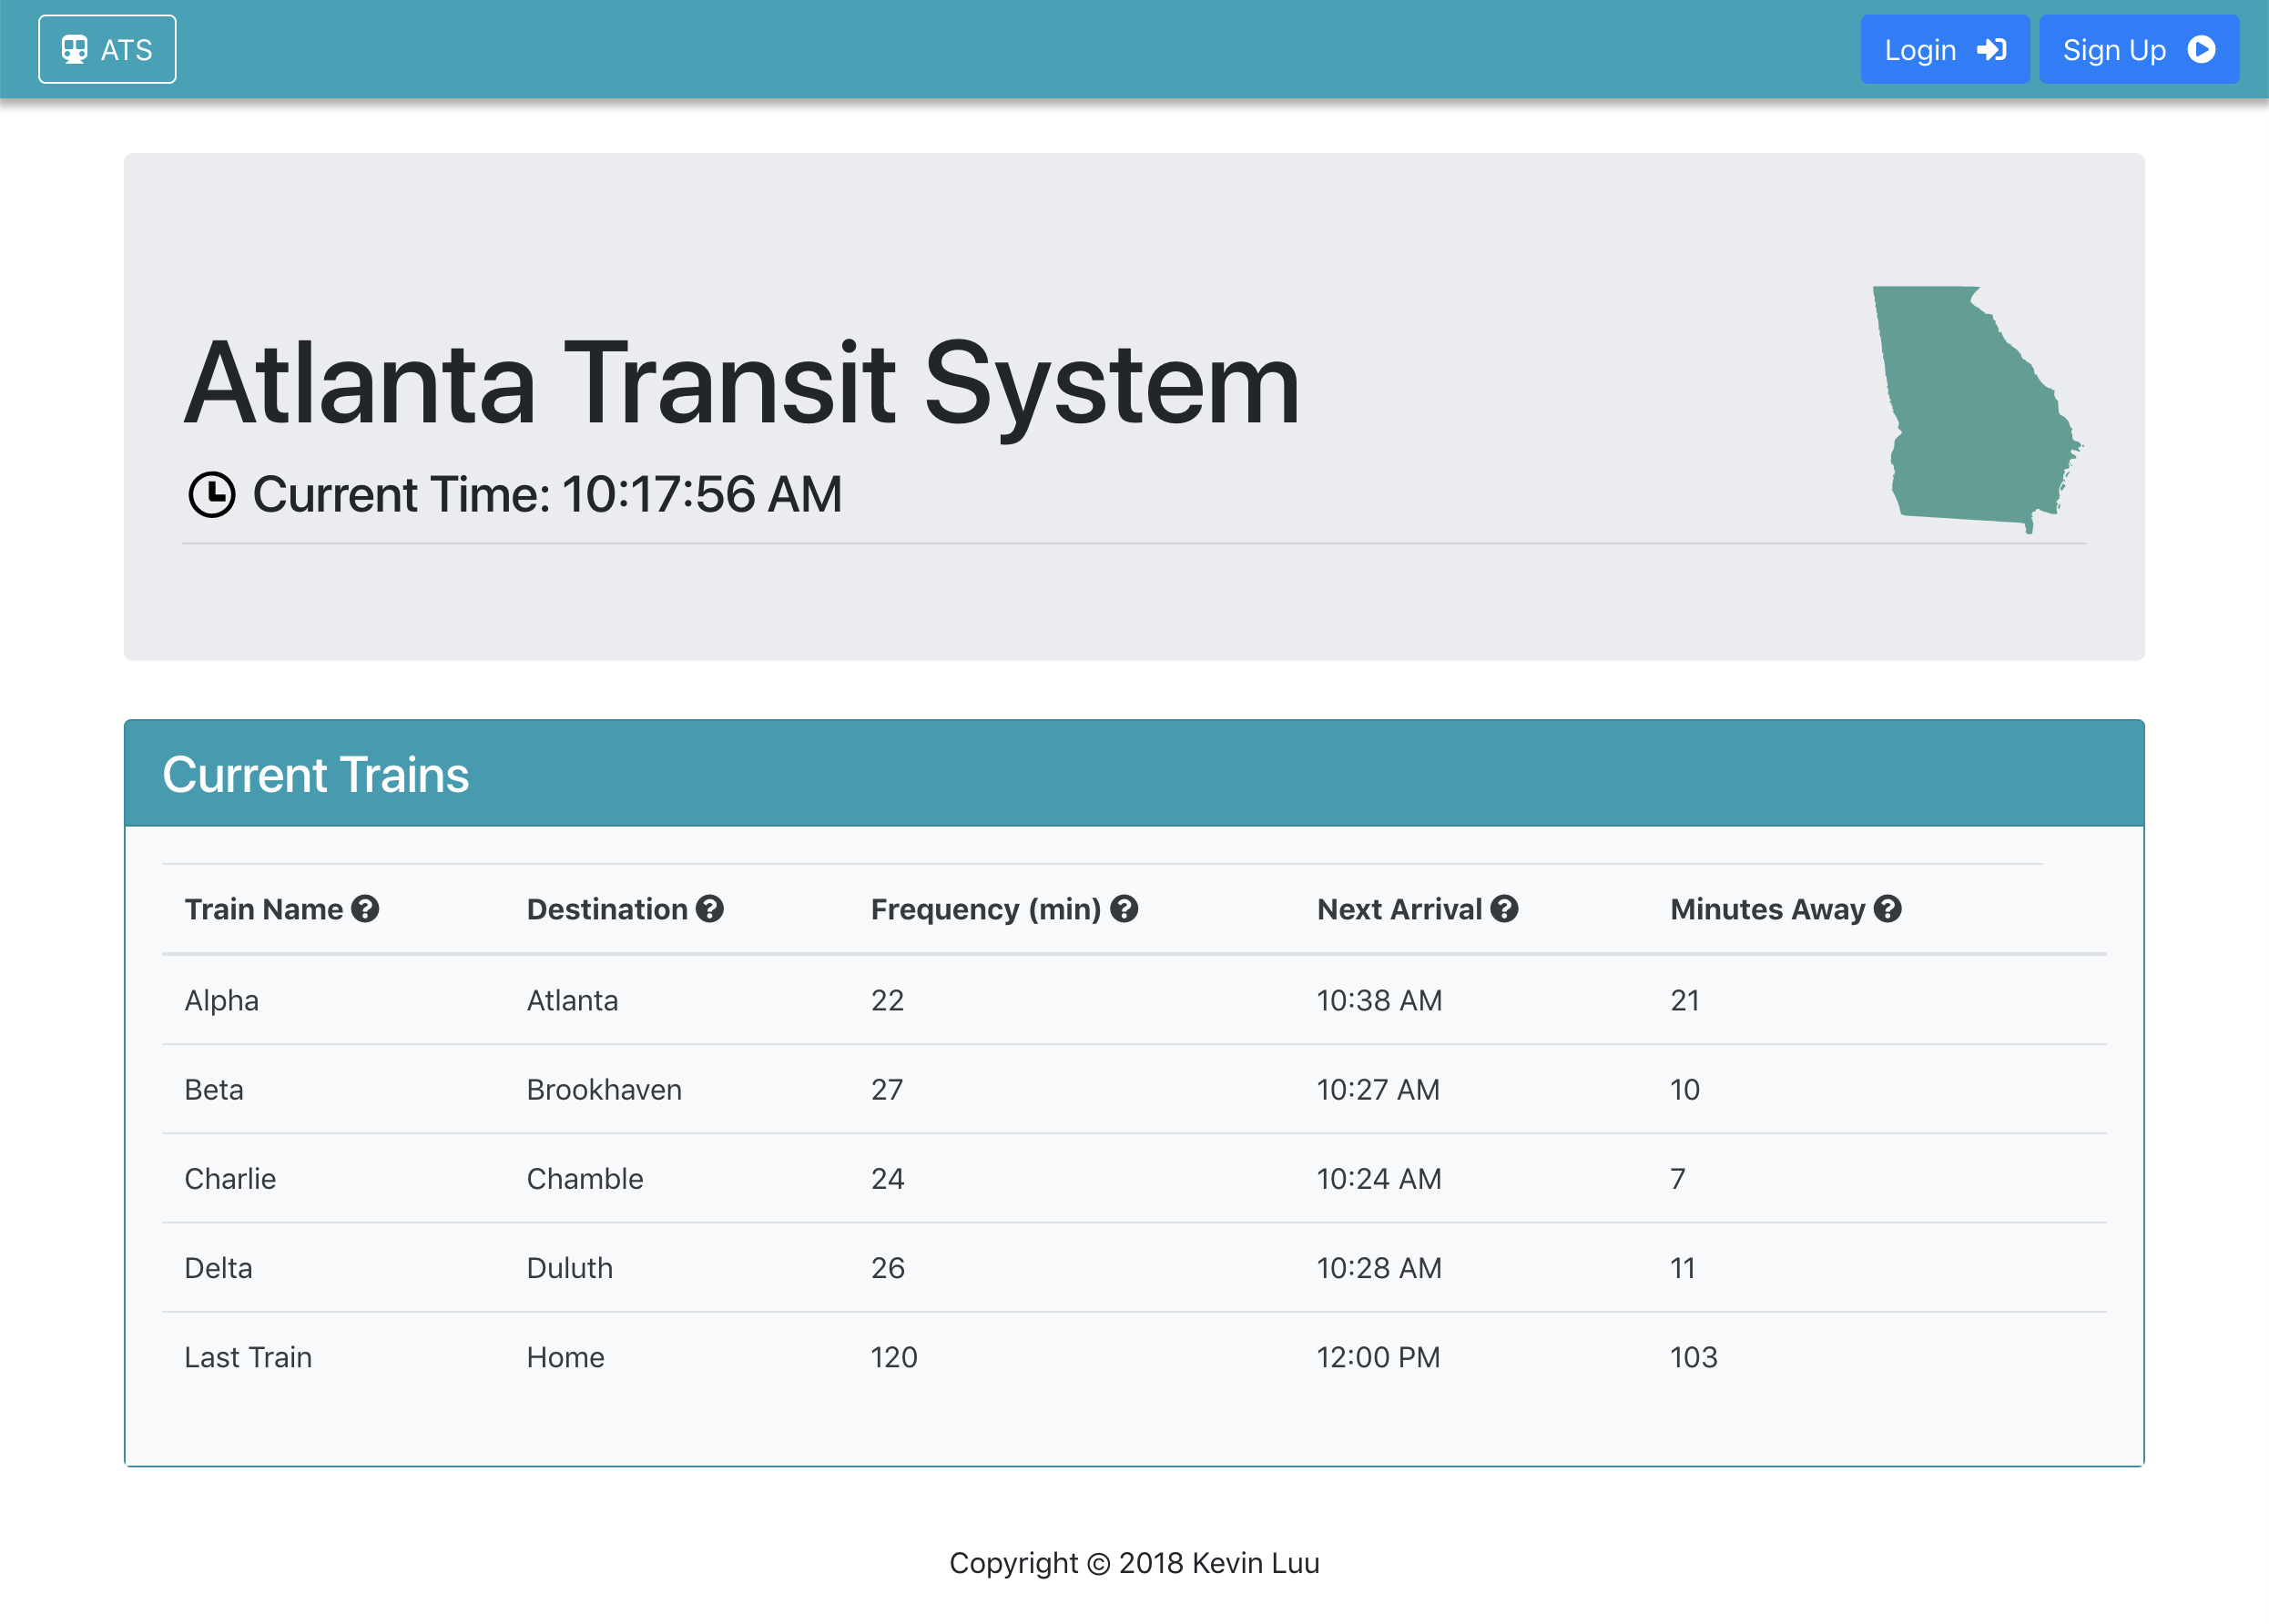 ATS
Login
Sign Up
Atlanta Transit System
Current Time: 10:17:56 AM
Current Trains
Train Name Destination Frequency (min) Next Arrival Minutes Away
Alpha Atlanta 22 10:38 AM 21
Beta Brookhaven 27 10:27 AM 10
Charlie Chamble 24 10:24 AM 7
Delta Duluth 26 10:28 AM 11
Last Train Home 120 12:00 PM 103
Copyright © 2018 Kevin Luu